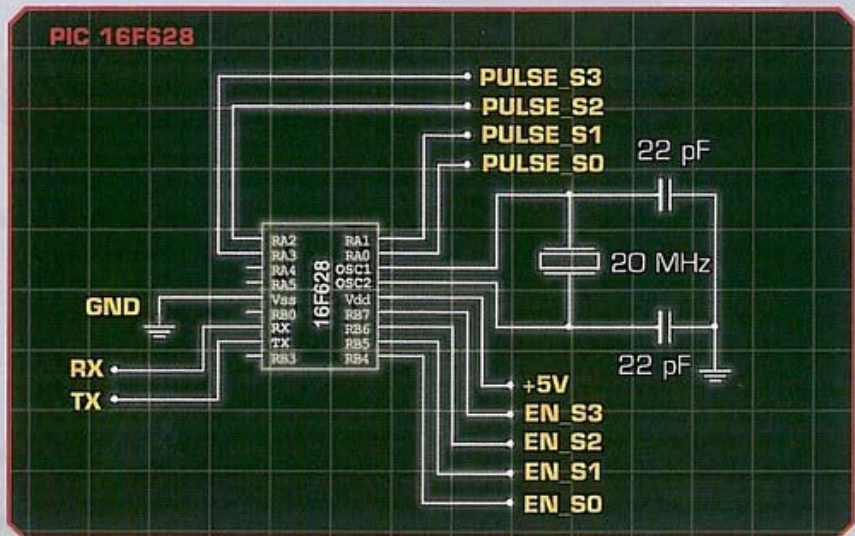 PIC 16F628
PULSE_S3
PULSE_S2
PULSE_S1
PULSE_S0
22 pF
RA2
RA3
RA4
RA5
Vss
RB0
RX
TX
RB3
16F628
RA1
RA0
OSC1
OSC2
Vdd
RB7
RB6
RB5
RB4
20 MHz
22 pF
GND
RX
TX
+5V
EN_S3
EN_S2
EN_S1
EN_S0